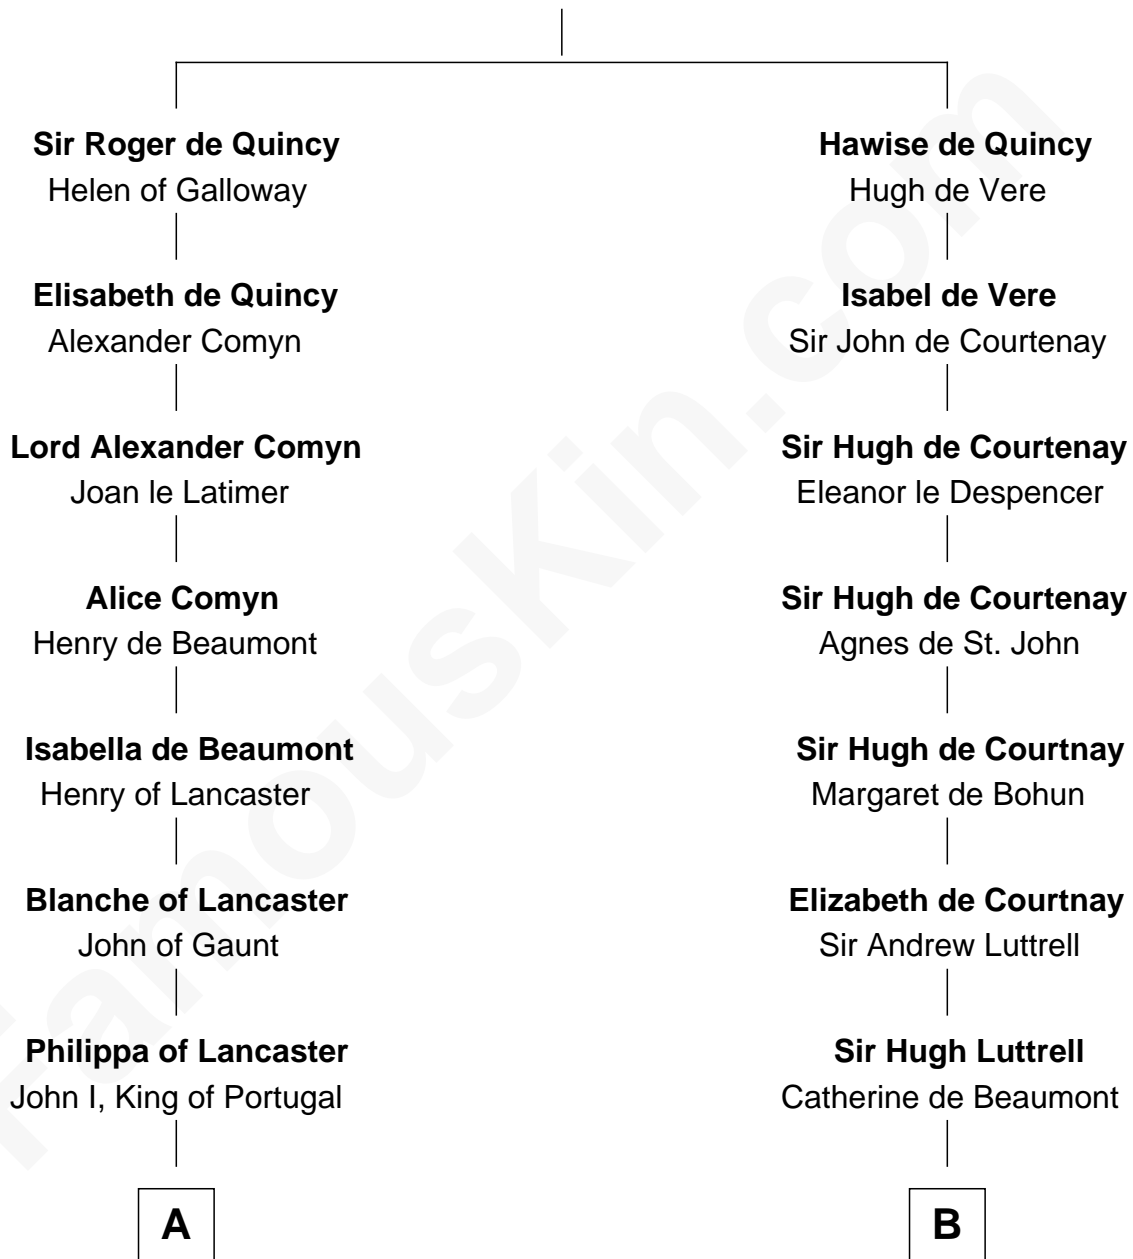 Sir Roger de Quincy
Helen of Galloway
Elisabeth de Quincy
Alexander Comyn
Lord Alexander Comyn
Joan le Latimer
Alice Comyn
Henry de Beaumont
Isabella de Beaumont
Henry of Lancaster
Blanche of Lancaster
John of Gaunt
Philippa of Lancaster
John I, King of Portugal
A
Hawise de Quincy
Hugh de Vere
Isabel de Vere
Sir John de Courtenay
Sir Hugh de Courtenay
Eleanor le Despencer
Sir Hugh de Courtenay
Agnes de St. John
Sir Hugh de Courtnay
Margaret de Bohun
Elizabeth de Courtnay
Sir Andrew Luttrell
Sir Hugh Luttrell
Catherine de Beaumont
B
FamousKin.com